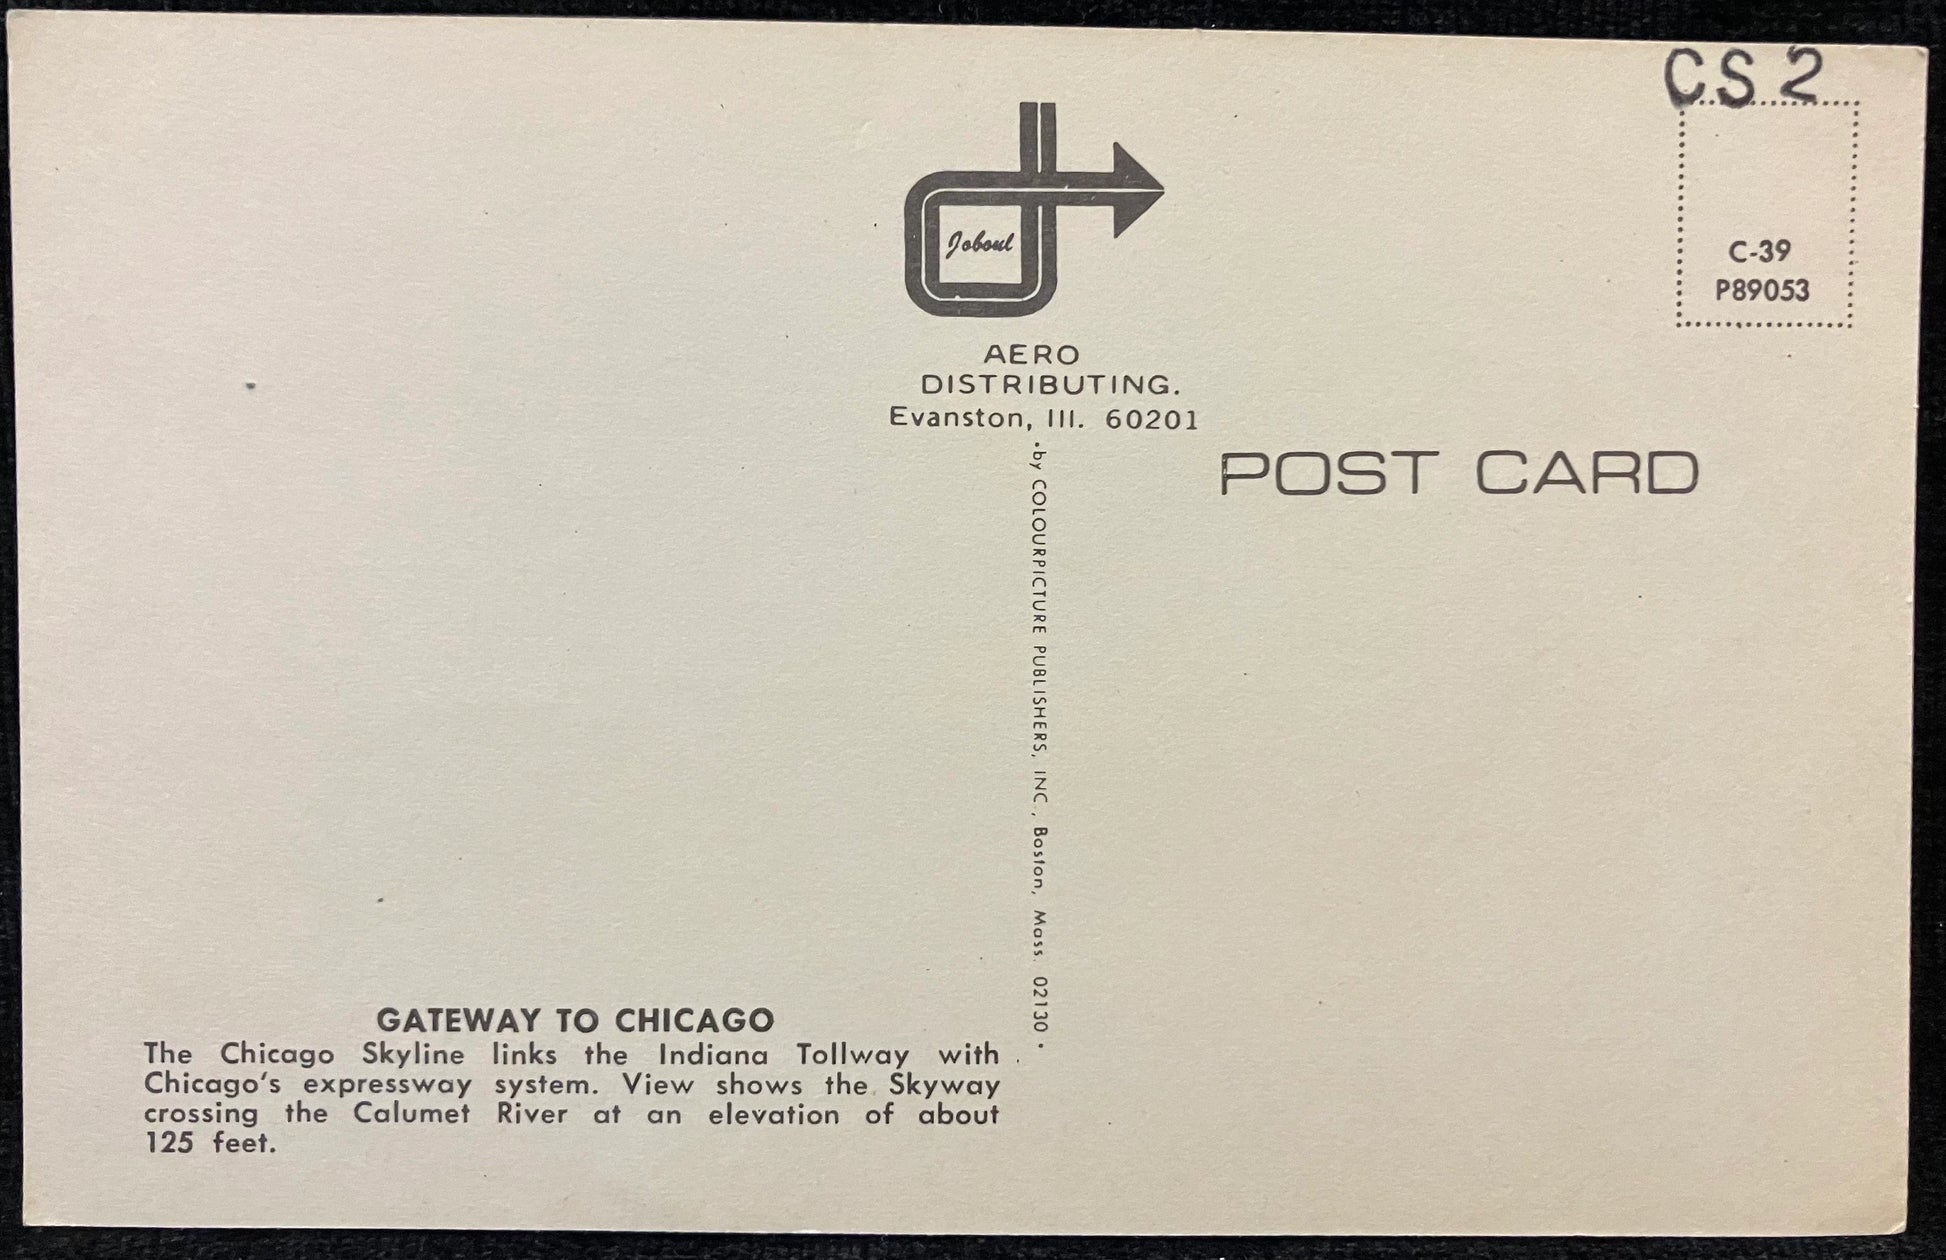 C.S 2
Joboul
C-39
P89053
AERO
DISTRIBUTING.
Evanston, Ill. 60201
POST CARD
•by COLOURPICTURE PUBLISHERS, INC., Boston, Mass. 02130 •
GATEWAY TO CHICAGO
The Chicago Skyline links the Indiana Tollway with
Chicago's expressway system. View shows the Skyway
crossing the Calumet River at an elevation of about
125 feet.